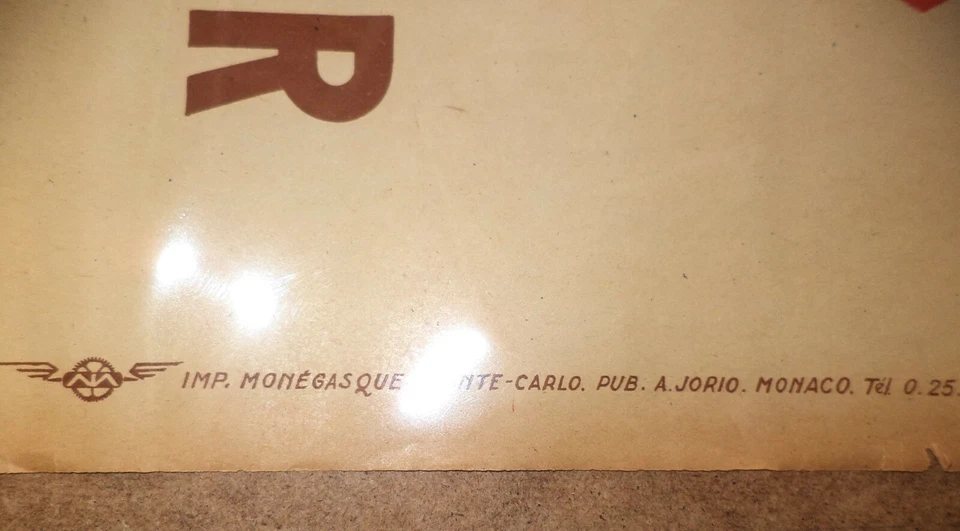 R
IMP. MONÉGASQUE NTE-CARLO. PUB. A.JORIO. MONACO. Tél. 0.25.